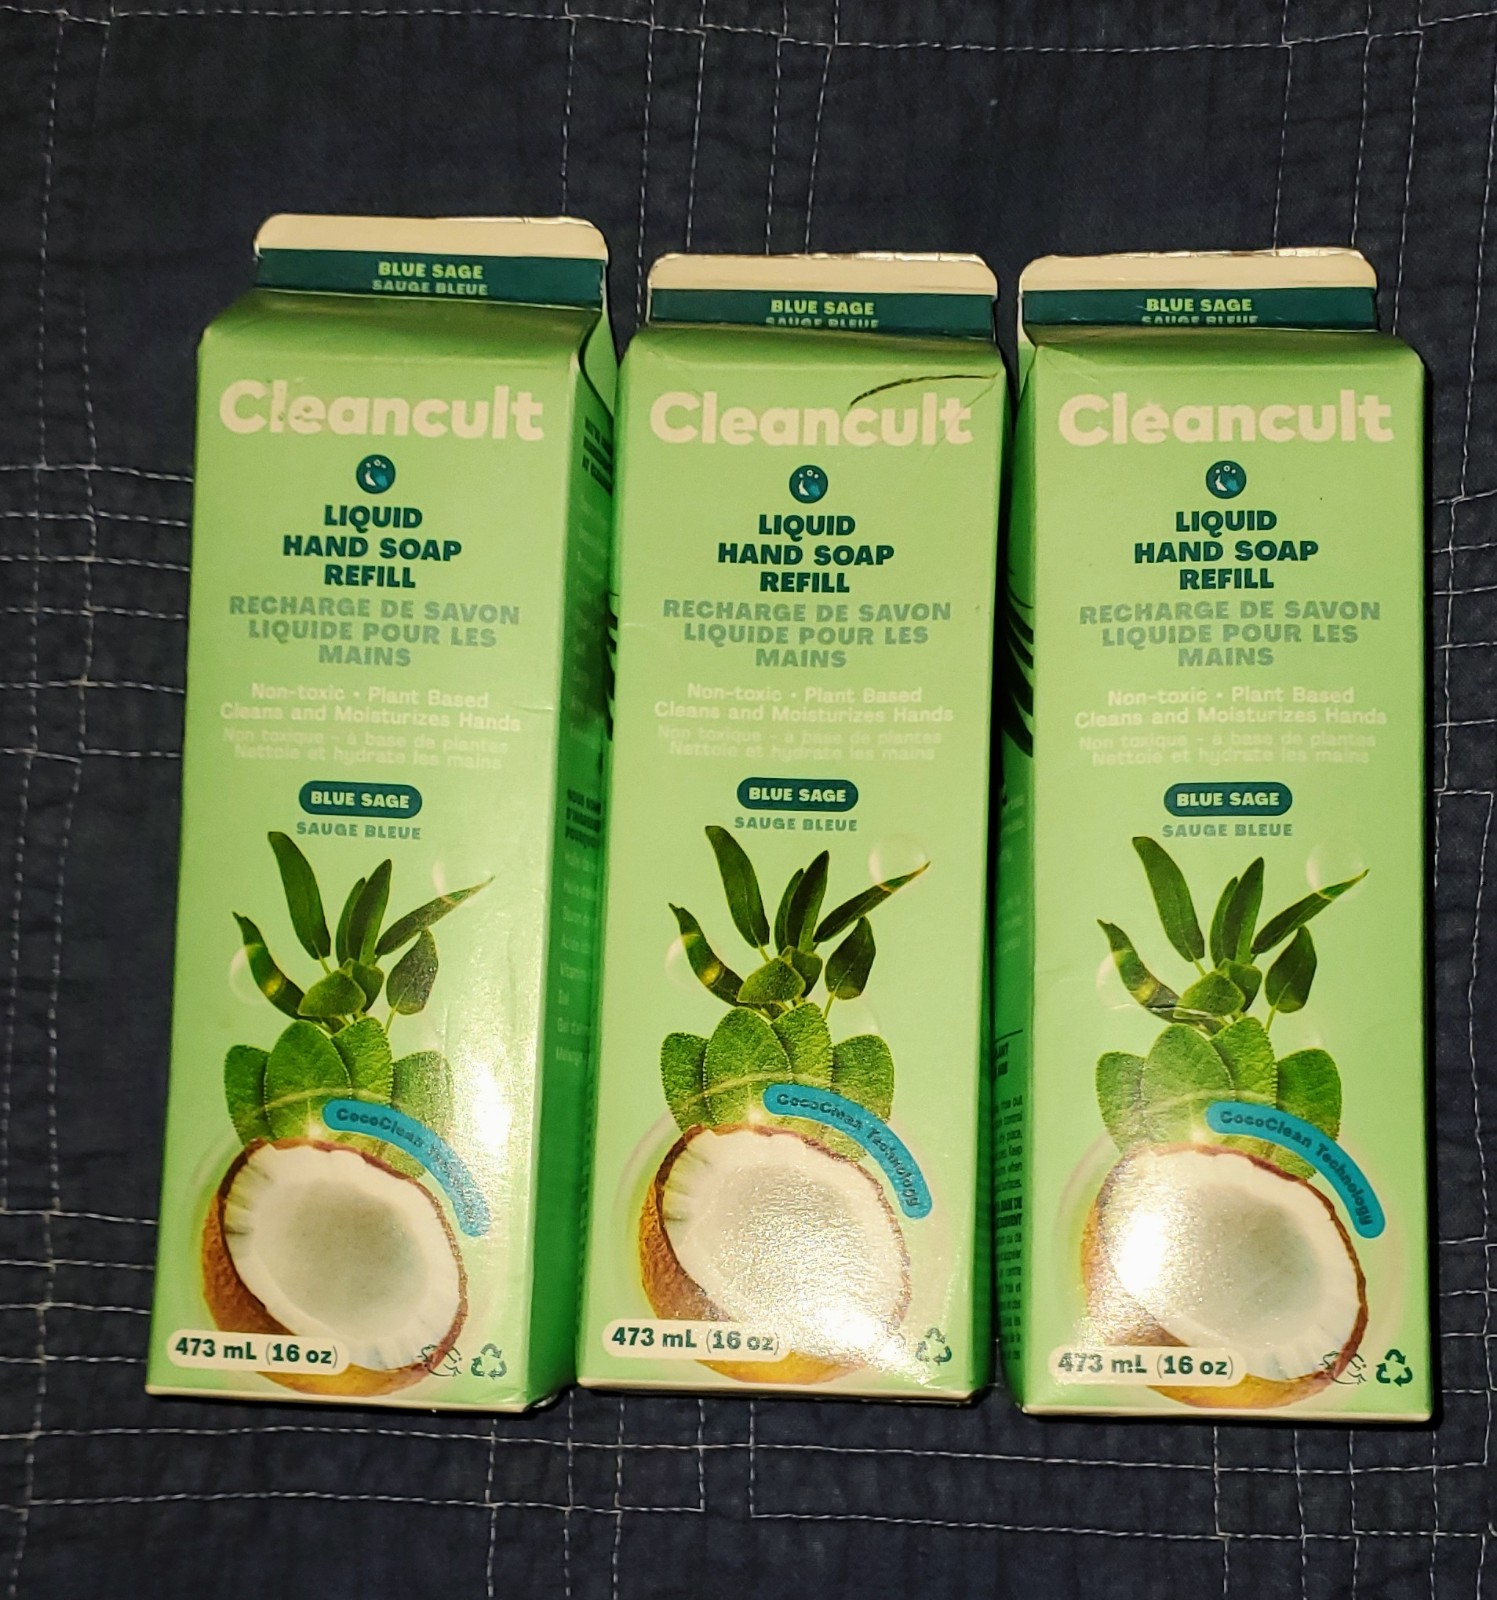 BLUE SAGE
SAUGE BLEUE
Cleancult
LIQUID
HAND SOAP
REFILL
RECHARGE DE SAVON
LIQUIDE POUR LES
MAINS
Non-toxic • Plant Based
Cleans and Moisturizes Hands
Non toxique - à base de plantes
Nettoie et hydrate les mains
BLUE SAGE
SAUGE BLEUE
CocoClean
473 mL (16 oz)
BLUE SAGE
SAUGE BLEUE
Cleancult
LIQUID
HAND SOAP
REFILL
RECHARGE DE SAVON
LIQUIDE POUR LES
MAINS
Non-toxic • Plant Based
Cleans and Moisturizes Hands
Non toxique - à base de plantes
Nettoie et hydrate les mains
BLUE SAGE
SAUGE BLEUE
CocoClean Technology
473 mL (16 oz)
BLUE SAGE
SAUGE BLEUE
Cleancult
LIQUID
HAND SOAP
REFILL
RECHARGE DE SAVON
LIQUIDE POUR LES
MAINS
Non-toxic • Plant Based
Cleans and Moisturizes Hands
Non toxique - à base de plantes
Nettoie et hydrate les mains
BLUE SAGE
SAUGE BLEUE
CocoClean Technology
473 mL (16 oz)